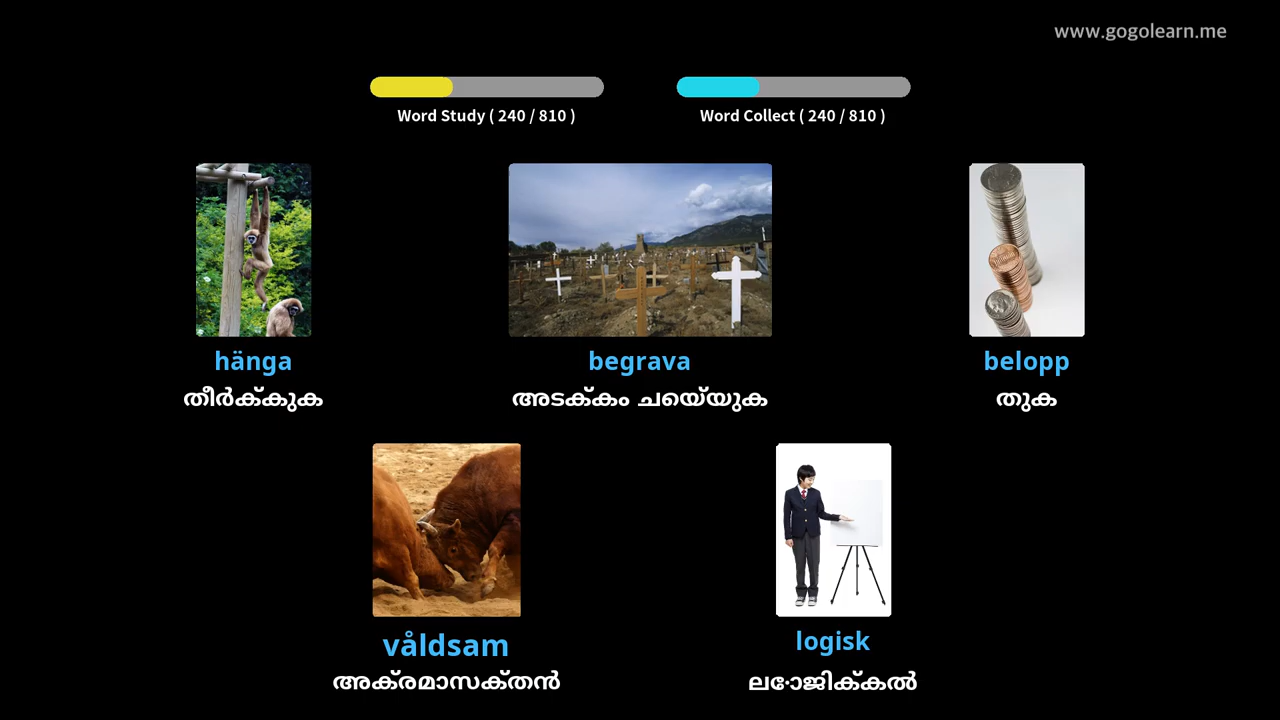 www.gogolearn.me
Word Study ( 240 / 810 )
Word Collect ( 240 / 810 )
hänga
begrava
belopp
തീർക്കുക
അടക്കം ചയ്െയുക
തുക
våldsam
logisk
അക്രമാസക്തൻ
ലോജിക്കൽ